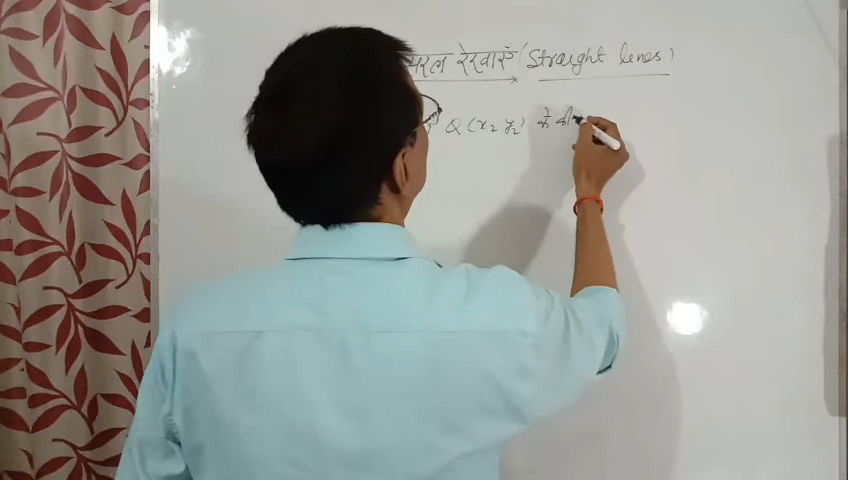 सरल रेखाएँ (Straight lines)
Q (x₂ y₂) के बी